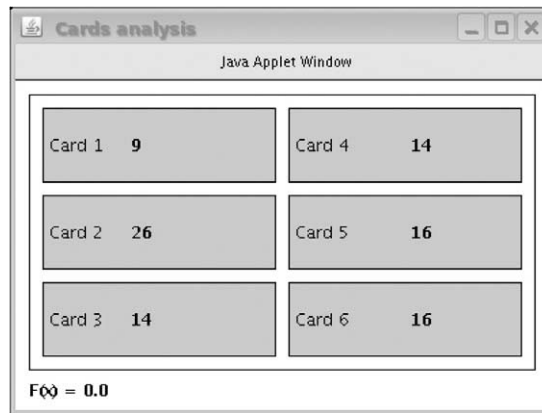 Cards analysis
Java Applet Window
Card 1 9
Card 4 14
Card 2 26
Card 5 16
Card 3 14
Card 6 16
F(x) = 0.0